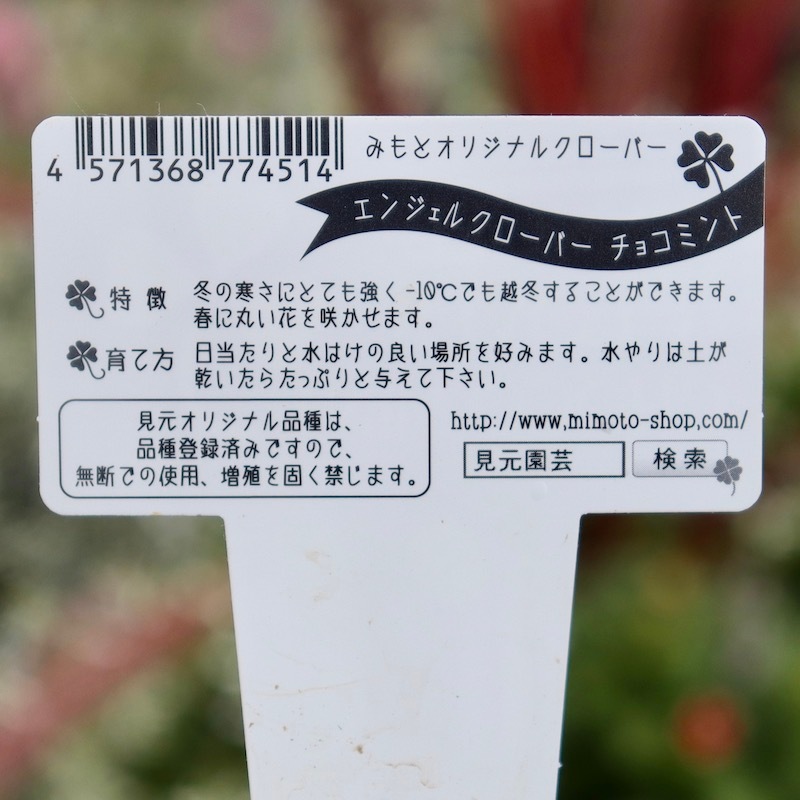 4 571368 774514
みもとオリジナルクローバー
エンジェルクローバー チョコミント
特徴 冬の寒さにとても強く-10℃でも越冬することができます。
春に丸い花を咲かせます。
育て方 日当たりと水はけの良い場所を好みます。水やりは土が
乾いたらたっぷりと与えて下さい。
見元オリジナル品種は、
品種登録済みですので、
無断での使用、増殖を固く禁じます。
http://www.mimoto-shop.com/
見元園芸 検索